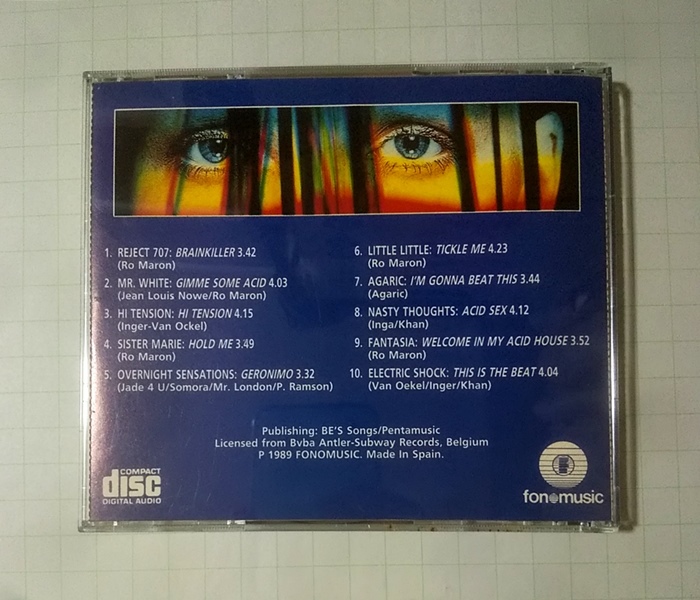 1. REJECT 707: BRAINKILLER 3.42
(Ro Maron)
2. MR. WHITE: GIMME SOME ACID 4.03
(Jean Louis Nowe/Ro Maron)
3. HI TENSION: HI TENSION 4.15
(Inger-Van Ockel)
4. SISTER MARIE: HOLD ME 3.49
(Ro Maron)
5. OVERNIGHT SENSATIONS: GERONIMO 3.32
(Jade 4 U/Somora/Mr. London/P. Ramson)
6. LITTLE LITTLE: TICKLE ME 4.23
(Ro Maron)
7. AGARIC: I'M GONNA BEAT THIS 3.44
(Agaric)
8. NASTY THOUGHTS: ACID SEX 4.12
(Inga/Khan)
9. FANTASIA: WELCOME IN MY ACID HOUSE 3.52
(Ro Maron)
10. ELECTRIC SHOCK: THIS IS THE BEAT 4.04
(Van Oekel/Inger/Khan)
Publishing: BE'S Songs/Pentamusic
Licensed from Bvba Antler-Subway Records, Belgium
P 1989 FONOMUSIC. Made In Spain.
COMPACT
disc
DIGITAL AUDIO
fonomusic